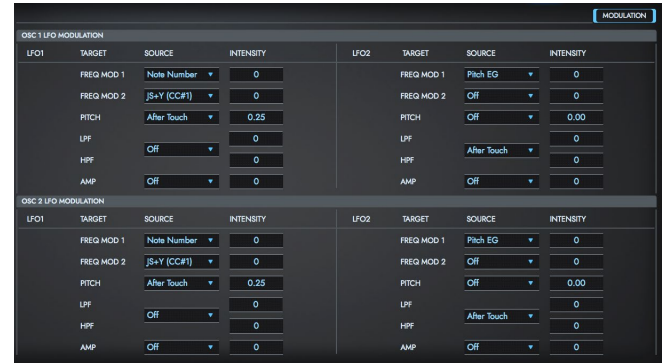 MODULATION
OSC 1 LFO MODULATION
LFO1 TARGET SOURCE INTENSITY LFO2 TARGET SOURCE INTENSITY
FREQ MOD 1 Note Number 0 FREQ MOD 1 Pitch EG 0
FREQ MOD 2 JS+Y (CC#1) 0 FREQ MOD 2 Off 0
PITCH After Touch 0.25 PITCH Off 0.00
LPF 0 LPF 0
Off After Touch
HPF 0 HPF 0
AMP Off 0 AMP Off 0
OSC 2 LFO MODULATION
LFO1 TARGET SOURCE INTENSITY LFO2 TARGET SOURCE INTENSITY
FREQ MOD 1 Note Number 0 FREQ MOD 1 Pitch EG 0
FREQ MOD 2 JS+Y (CC#1) 0 FREQ MOD 2 Off 0
PITCH After Touch 0.25 PITCH Off 0.00
LPF 0 LPF 0
Off After Touch
HPF 0 HPF 0
AMP Off 0 AMP Off 0